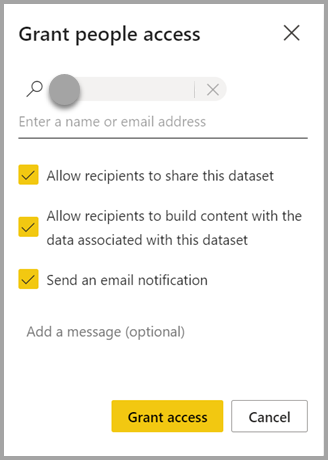 Grant people access
Enter a name or email address
Allow recipients to share this dataset
Allow recipients to build content with the
data associated with this dataset
Send an email notification
Add a message (optional)
Grant access
Cancel